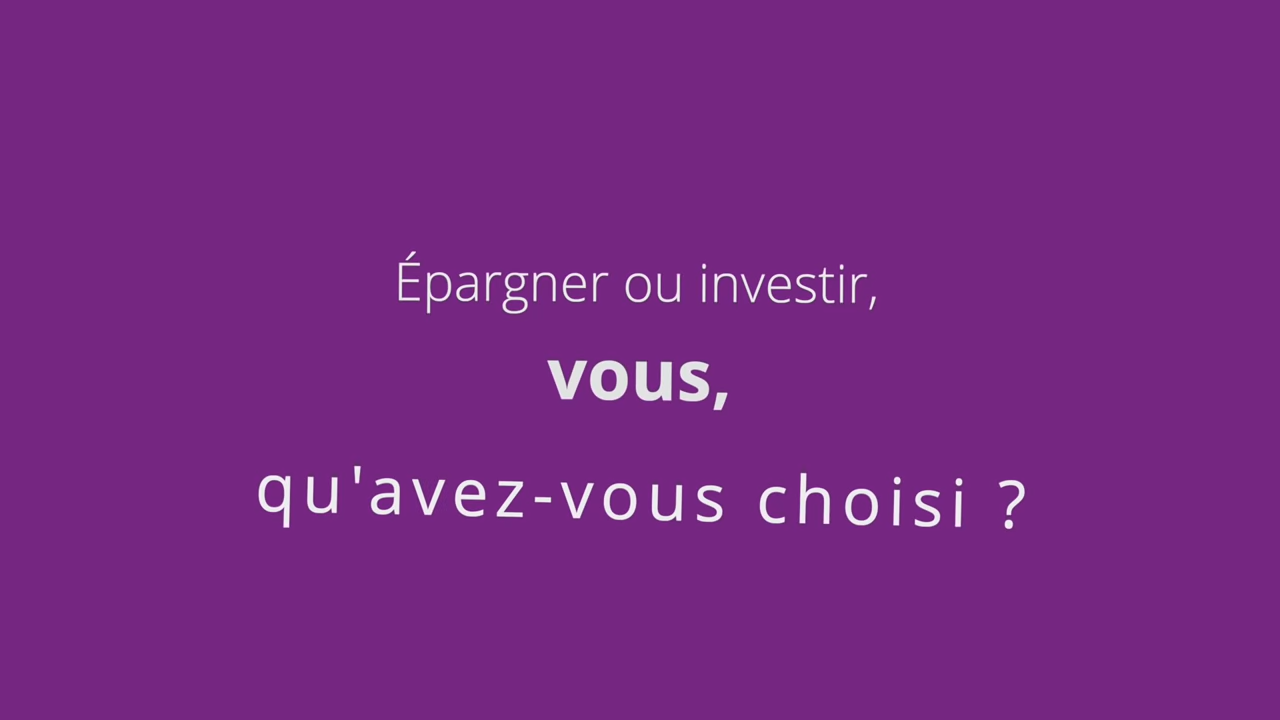 Épargner ou investir,
vous,
qu'avez-vous choisi ?